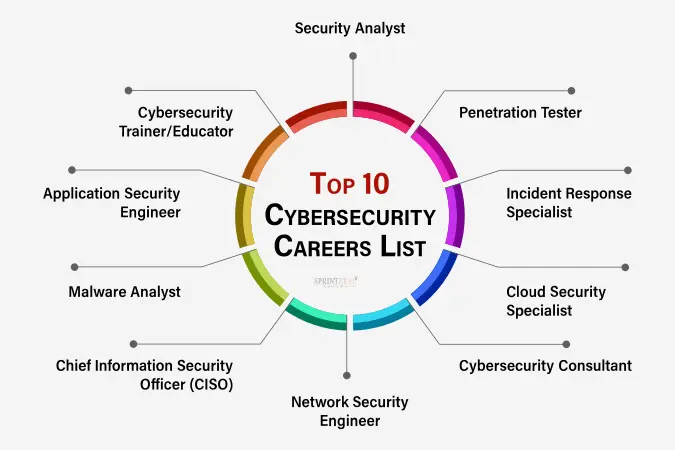 Security Analyst
Penetration Tester
Incident Response
Specialist
Cloud Security
Specialist
Cybersecurity Consultant
Network Security
Engineer
Chief Information Security
Officer (CISO)
Malware Analyst
Application Security
Engineer
Cybersecurity
Trainer/Educator
Top 10
Cybersecurity
Careers List